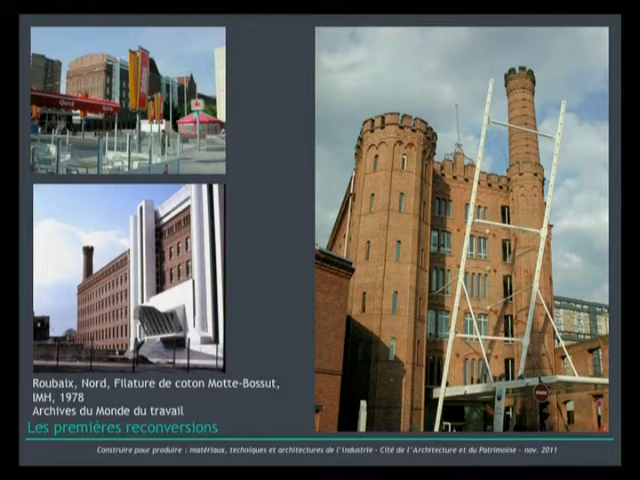 Quick
Roubaix, Nord, Filature de coton Motte-Bossut,
IMH, 1978
Archives du Monde du travail
Les premières reconversions
Construire pour produire : matériaux, techniques et architectures de l'industrie - Cité de l'Architecture et du Patrimoine - nov. 2011